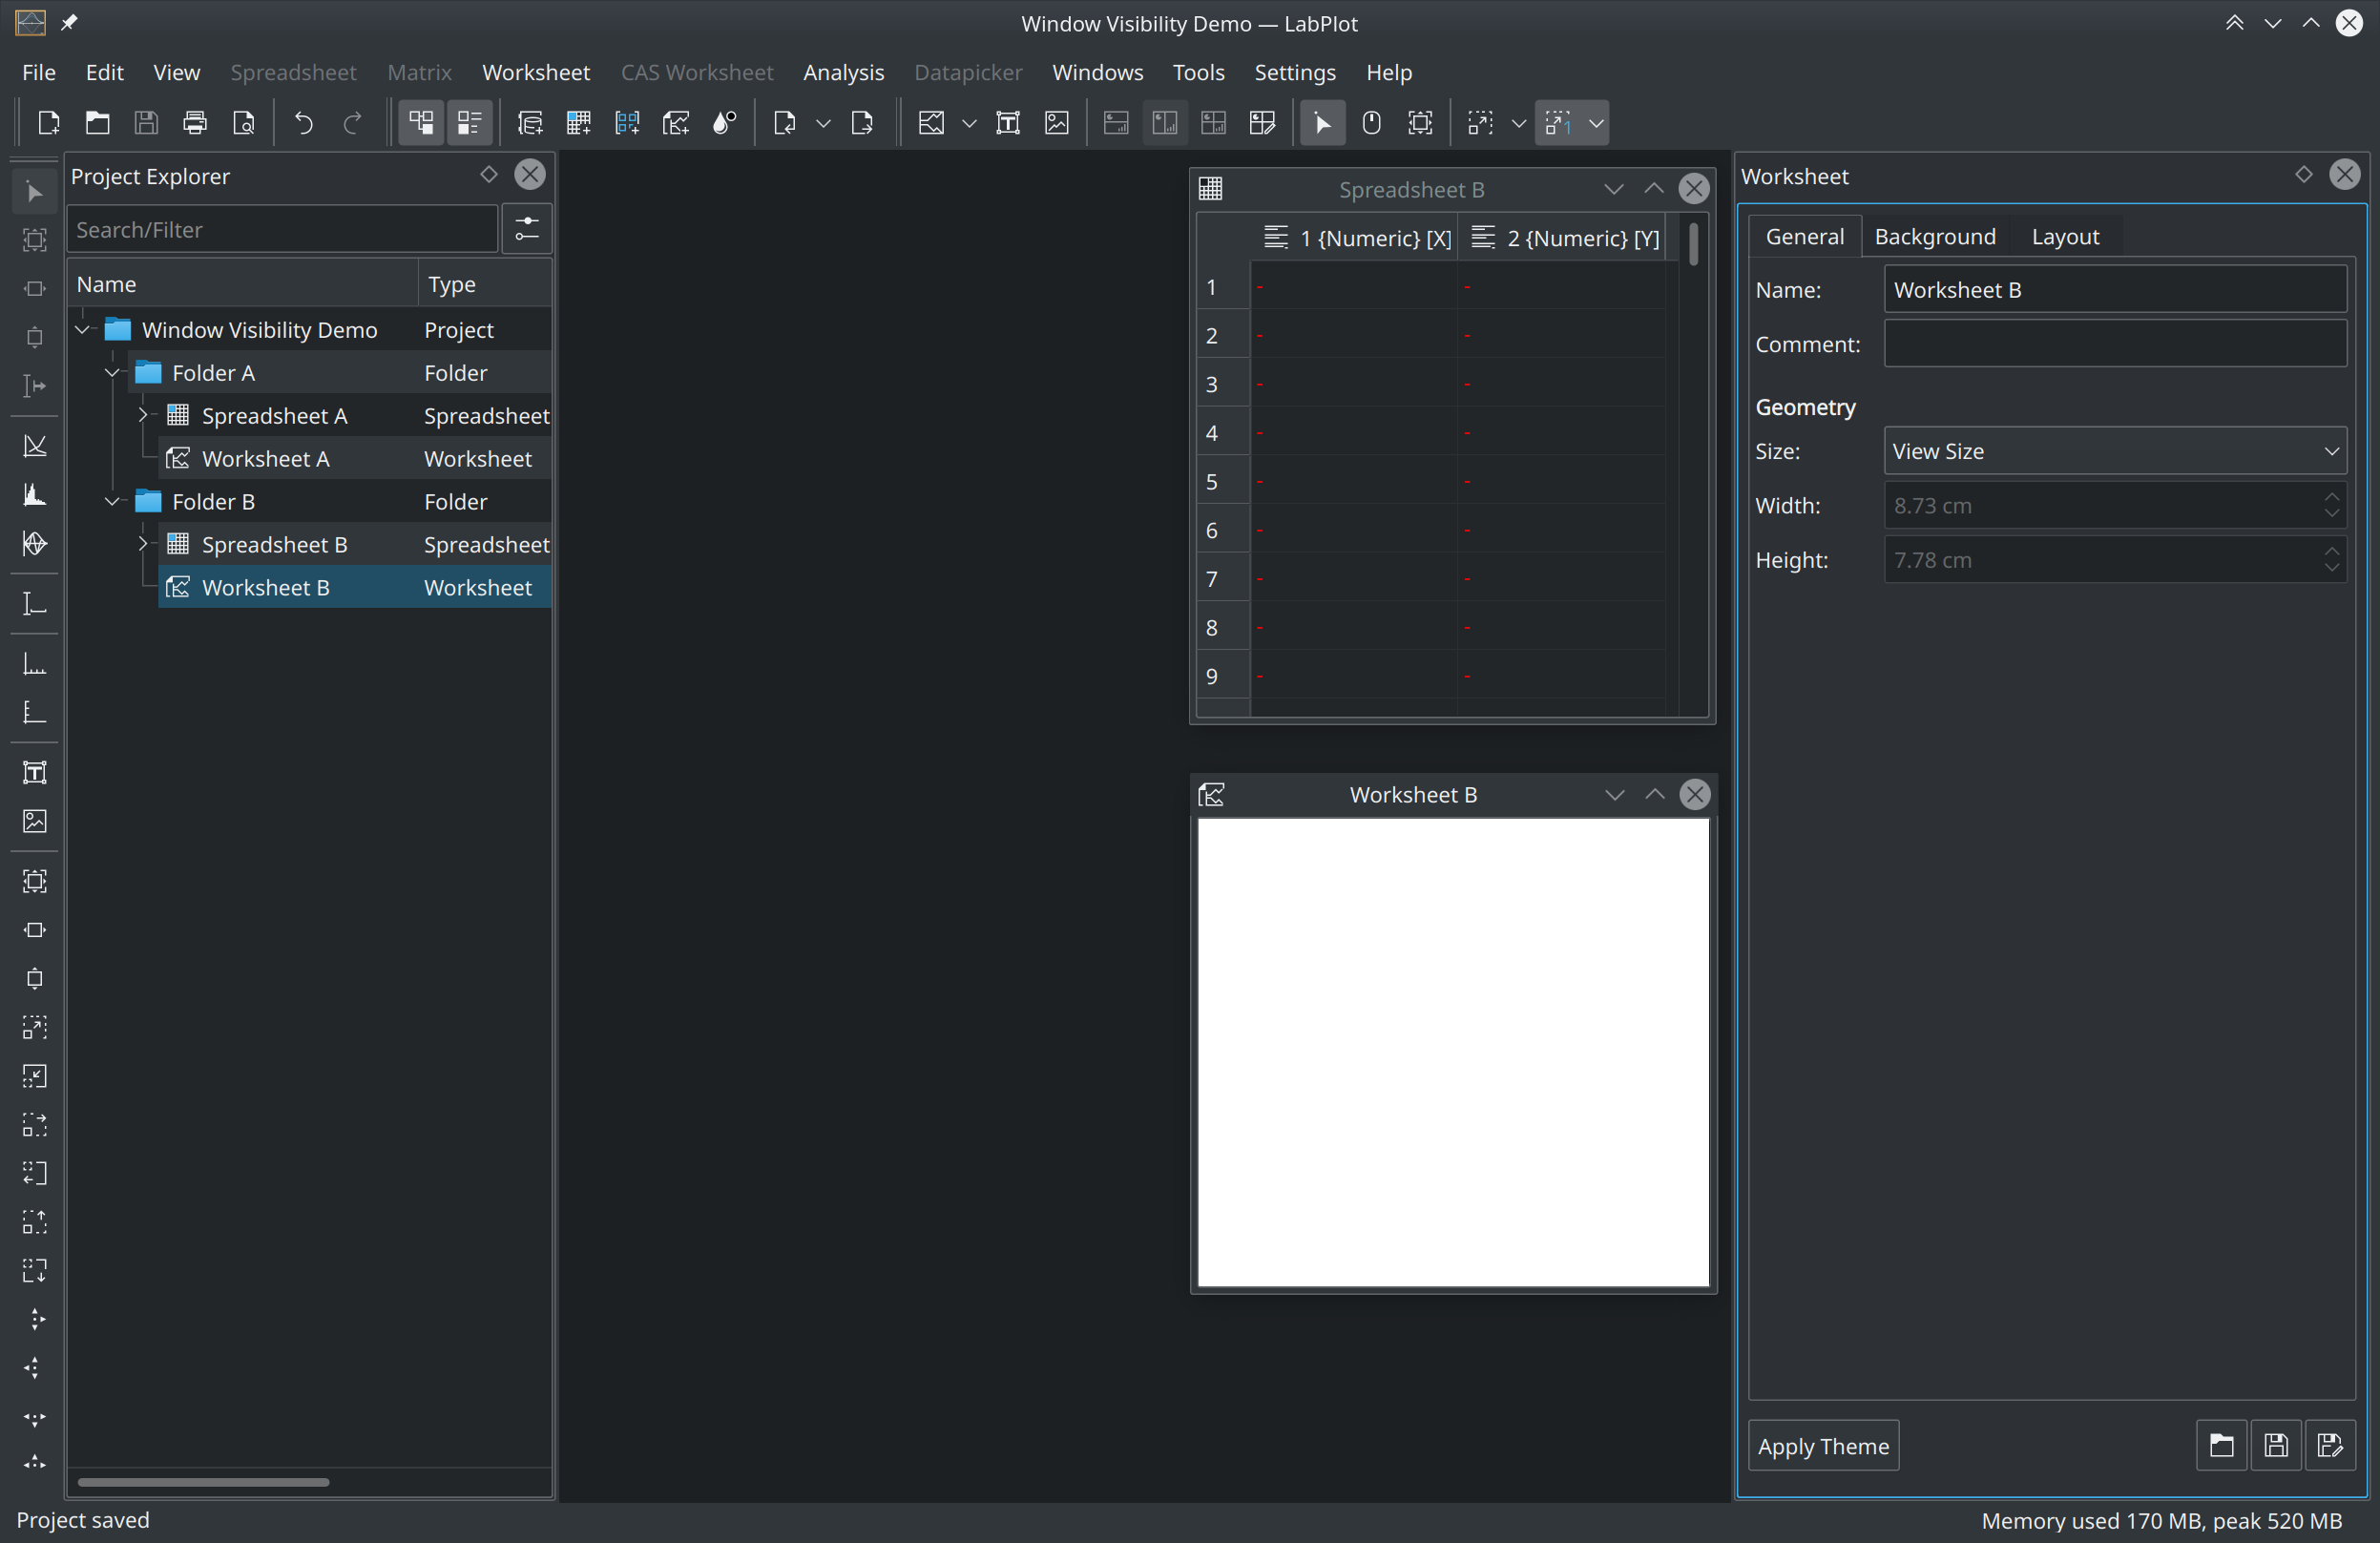 Window Visibility Demo — LabPlot
File Edit View Spreadsheet Matrix Worksheet CAS Worksheet Analysis Datapicker Windows Tools Settings Help
1
Project Explorer
Search/Filter
Name Type
Window Visibility Demo Project
Folder A Folder
Spreadsheet A Spreadsheet
Worksheet A Worksheet
Folder B Folder
Spreadsheet B Spreadsheet
Worksheet B Worksheet
Spreadsheet B
1 {Numeric} [X] 2 {Numeric} [Y]
1 - -
2 - -
3 - -
4 - -
5 - -
6 - -
7 - -
8 - -
9 - -
Worksheet B
Worksheet
General Background Layout
Name: Worksheet B
Comment:
Geometry
Size: View Size
Width: 8.73 cm
Height: 7.78 cm
Apply Theme
Project saved
Memory used 170 MB, peak 520 MB